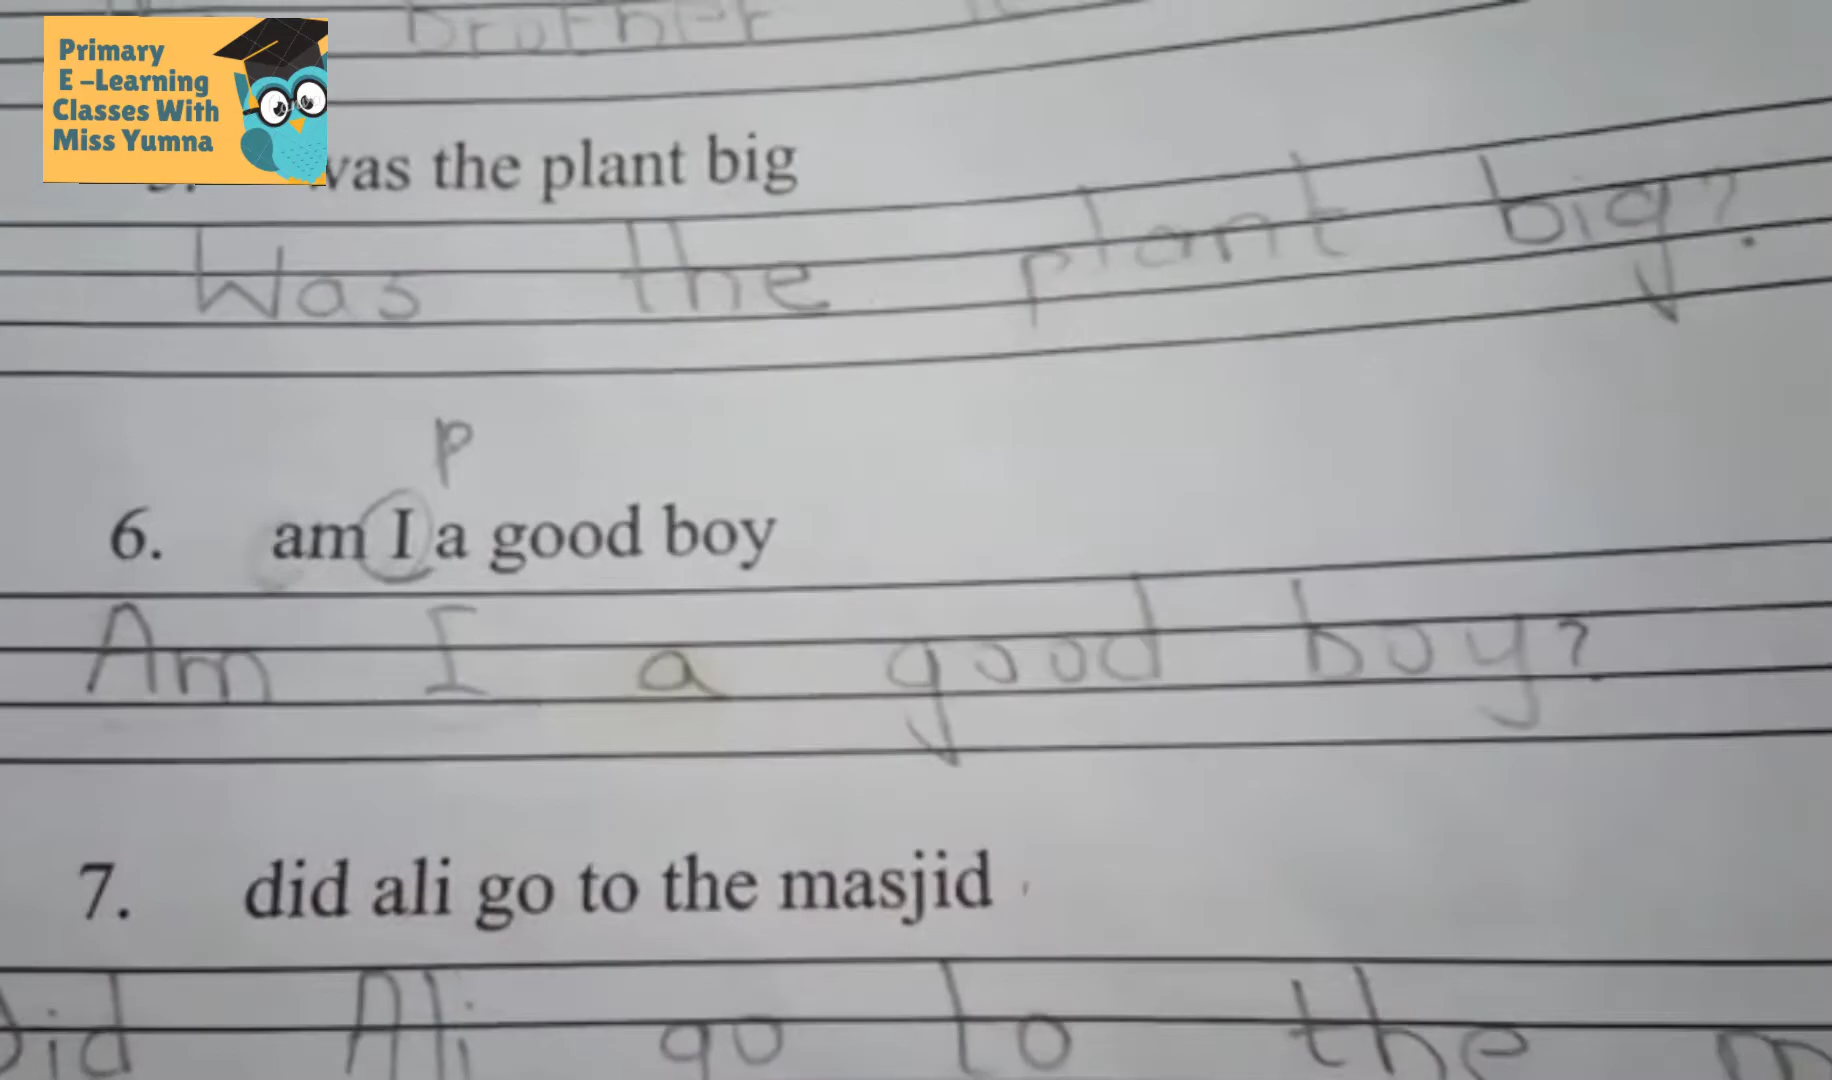 brother
Primary
E -Learning
Classes With
Miss Yumna
was the plant big
Was the plant big?
p
6. am I a good boy
Am I a good boy?
7. did ali go to the masjid
Did Ali go to the